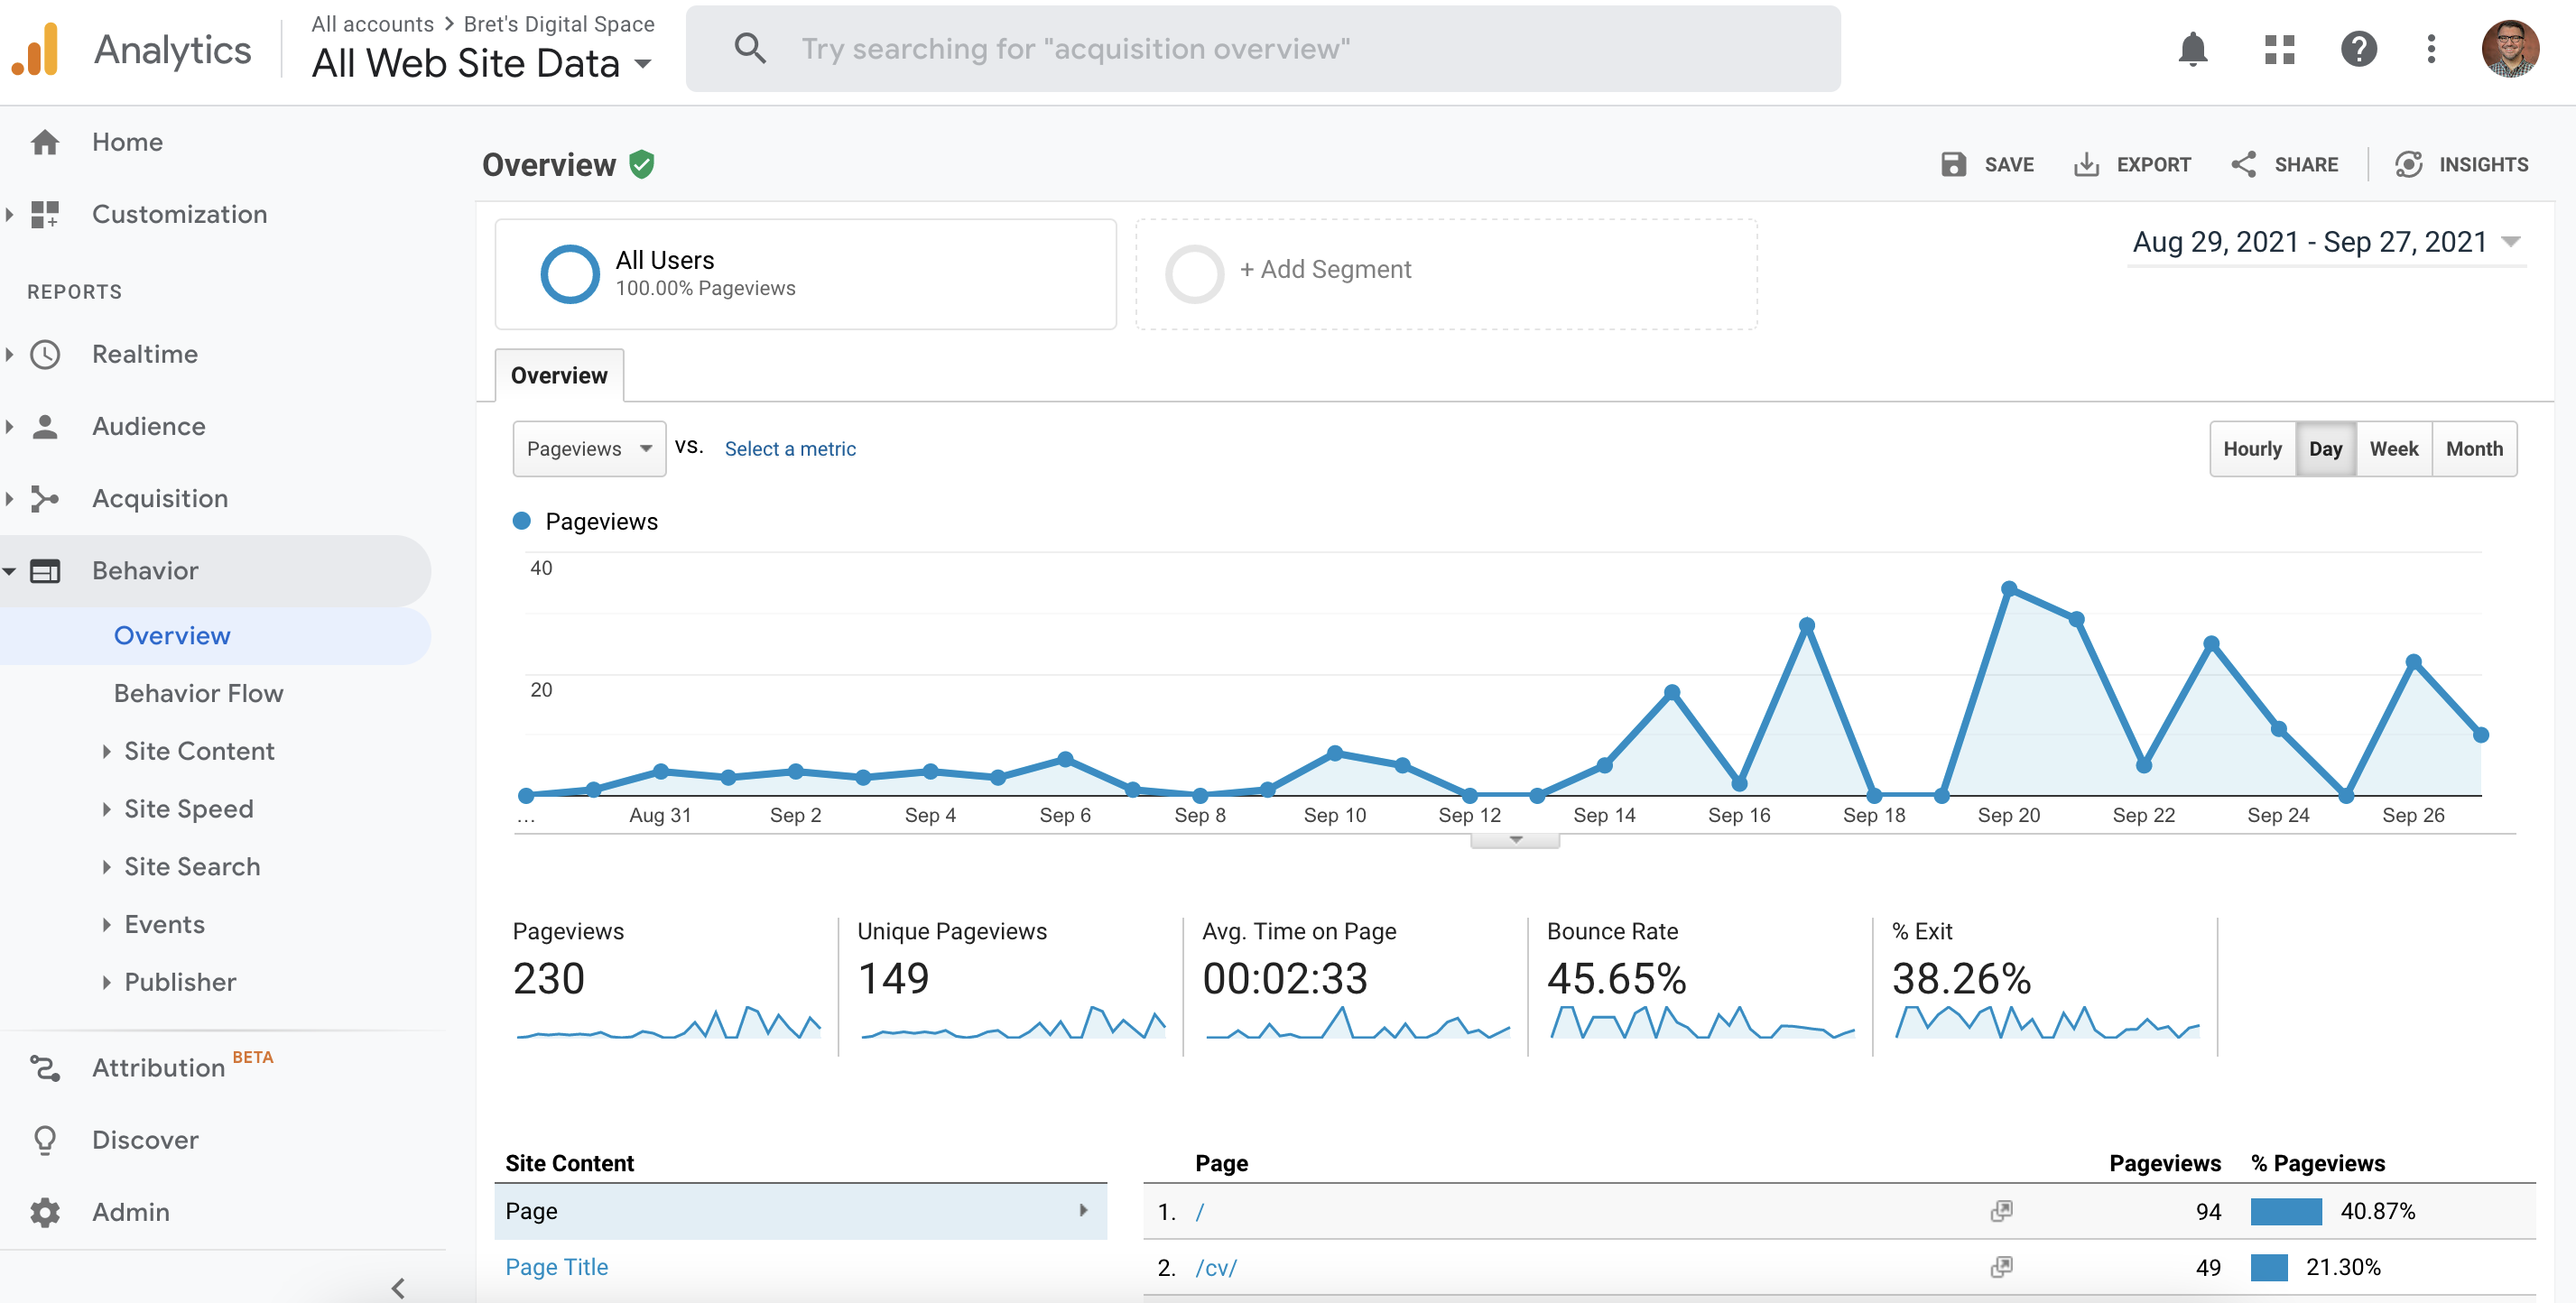 Analytics
All accounts > Bret's Digital Space
All Web Site Data
Try searching for "acquisition overview"
Home
Customization
REPORTS
Realtime
Audience
Acquisition
Behavior
Overview
Behavior Flow
Site Content
Site Speed
Site Search
Events
Publisher
Attribution BETA
Discover
Admin
Overview
SAVE EXPORT SHARE INSIGHTS
All Users
100.00% Pageviews
+ Add Segment
Aug 29, 2021 - Sep 27, 2021
Overview
Pageviews vs. Select a metric
Hourly Day Week Month
Pageviews
40
20
... Aug 31 Sep 2 Sep 4 Sep 6 Sep 8 Sep 10 Sep 12 Sep 14 Sep 16 Sep 18 Sep 20 Sep 22 Sep 24 Sep 26
Pageviews
230
Unique Pageviews
149
Avg. Time on Page
00:02:33
Bounce Rate
45.65%
% Exit
38.26%
Site Content
Page
Page Title
Page Pageviews % Pageviews
1. / 94 40.87%
2. /cv/ 49 21.30%